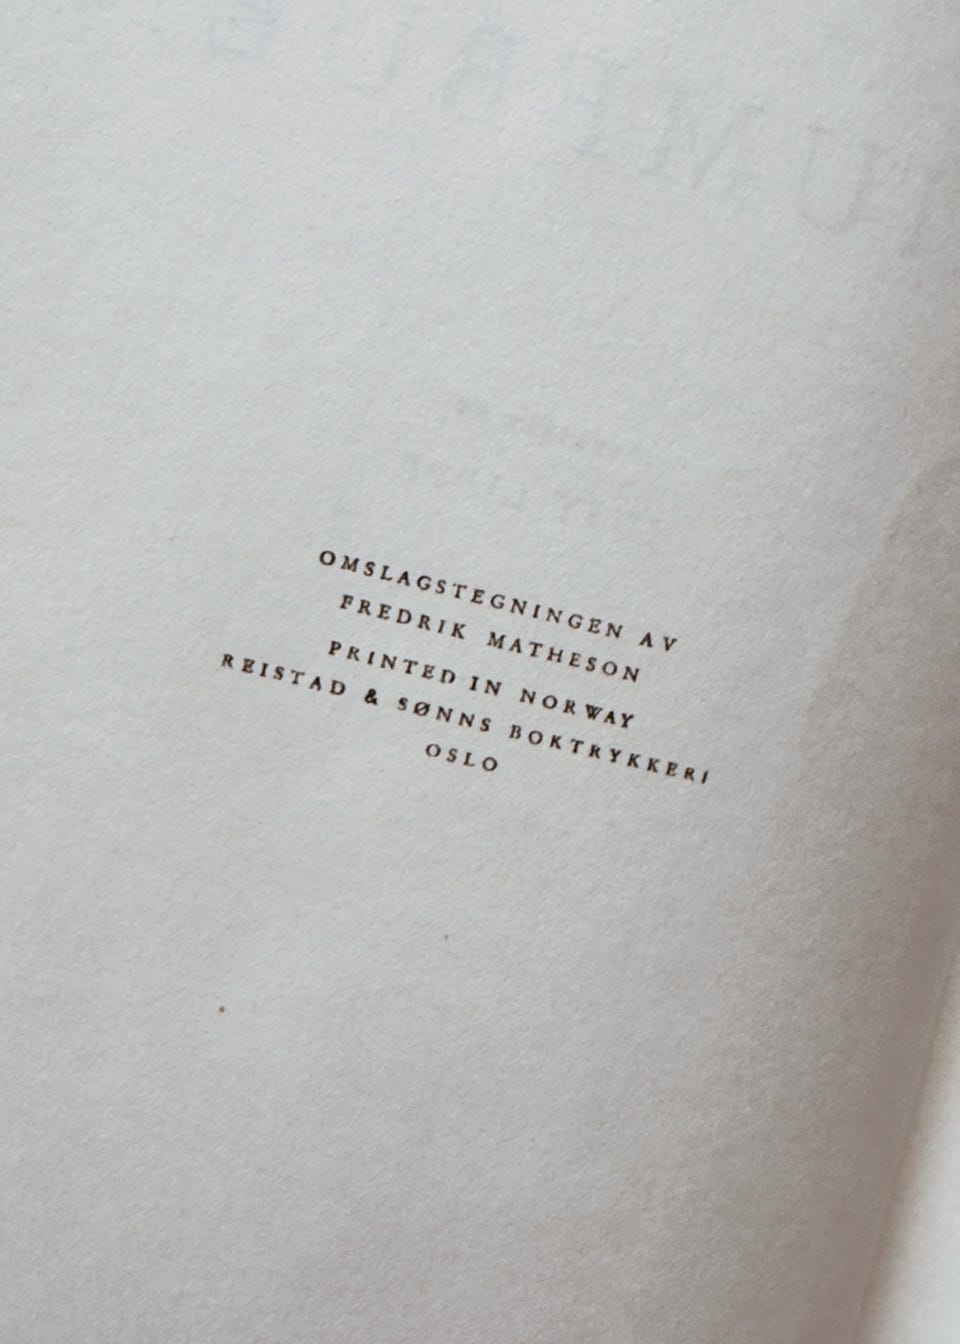 OMSLAGSTEGNINGEN AV
FREDRIK MATHESON
PRINTED IN NORWAY
REISTAD & SØNNS BOKTRYKKERI
OSLO